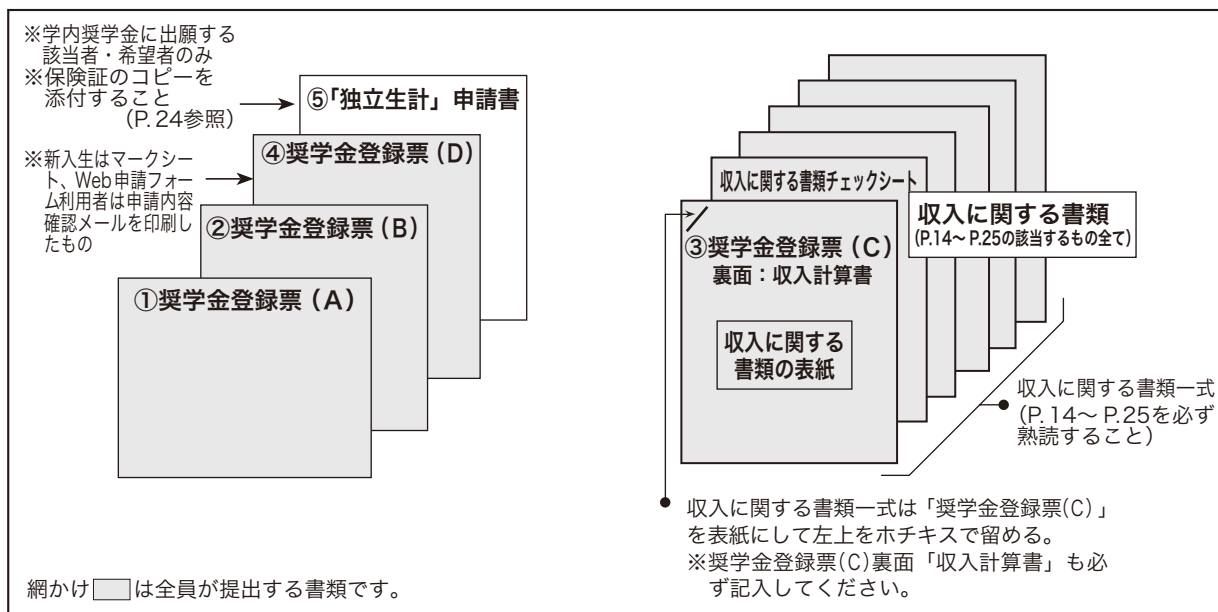 ※学内奨学金に出願する
該当者・希望者のみ
※保険証のコピーを
添付すること
(P.24参照)
⑤「独立生計」申請書
※新入生はマークシー
ト、Web申請フォー
ム利用者は申請内容
確認メールを印刷し
たもの
④奨学金登録票(D)
②奨学金登録票(B)
①奨学金登録票(A)
網かけ は全員が提出する書類です。
収入に関する書類チェックシート
収入に関する書類
(P.14～P.25の該当するもの全て)
③奨学金登録票(C)
裏面：収入計算書
収入に関する
書類の表紙
収入に関する書類一式
(P.14～P.25を必ず
熟読すること)
収入に関する書類一式は「奨学金登録票(C)」
を表紙にして左上をホチキスで留める。
※奨学金登録票(C)裏面「収入計算書」も必
ず記入してください。